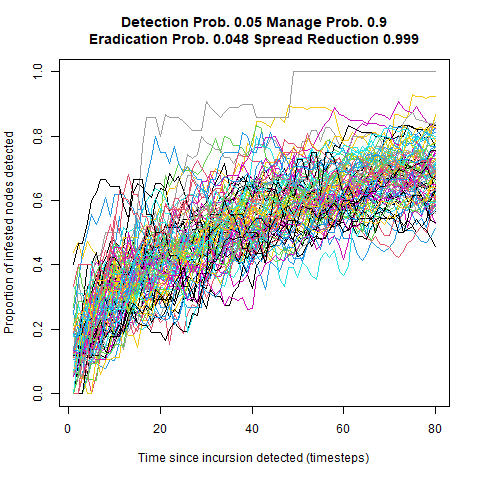 Detection Prob. 0.05 Manage Prob. 0.9
Eradication Prob. 0.048 Spread Reduction 0.999
Proportion of infested nodes detected
1.0
0.8
0.6
0.4
0.2
0.0
0 20 40 60 80
Time since incursion detected (timesteps)